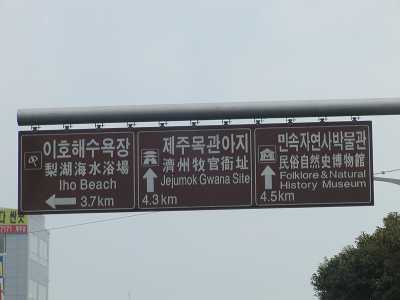 이호해수욕장
梨湖海水浴場
Iho Beach
3.7km
제주목관아지
濟州牧官衙址
Jejumok Gwana Site
4.3km
민속자연사박물관
民俗自然史博物館
Folklore & Natural
History Museum
4.5km